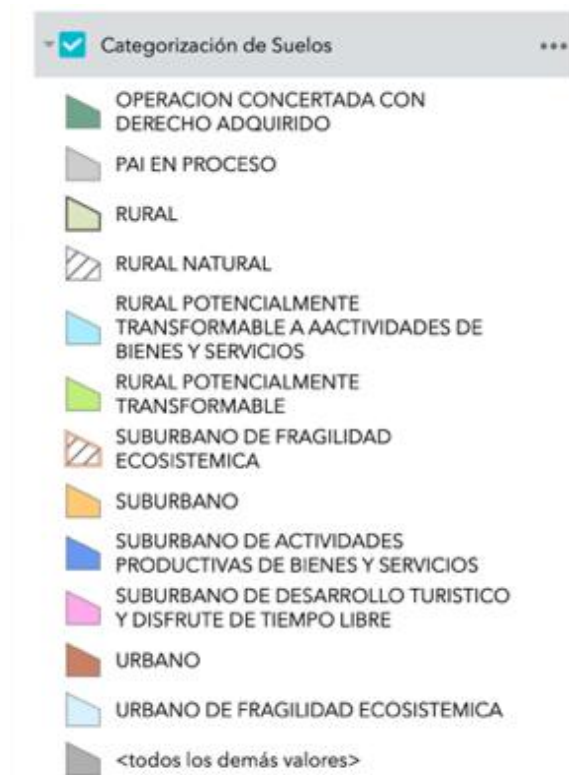 Categorización de Suelos
OPERACION CONCERTADA CON
DERECHO ADQUIRIDO
PAI EN PROCESO
RURAL
RURAL NATURAL
RURAL POTENCIALMENTE
TRANSFORMABLE A AACTIVIDADES DE
BIENES Y SERVICIOS
RURAL POTENCIALMENTE
TRANSFORMABLE
SUBURBANO DE FRAGILIDAD
ECOSISTEMICA
SUBURBANO
SUBURBANO DE ACTIVIDADES
PRODUCTIVAS DE BIENES Y SERVICIOS
SUBURBANO DE DESARROLLO TURISTICO
Y DISFRUTE DE TIEMPO LIBRE
URBANO
URBANO DE FRAGILIDAD ECOSISTEMICA
<todos los demás valores>